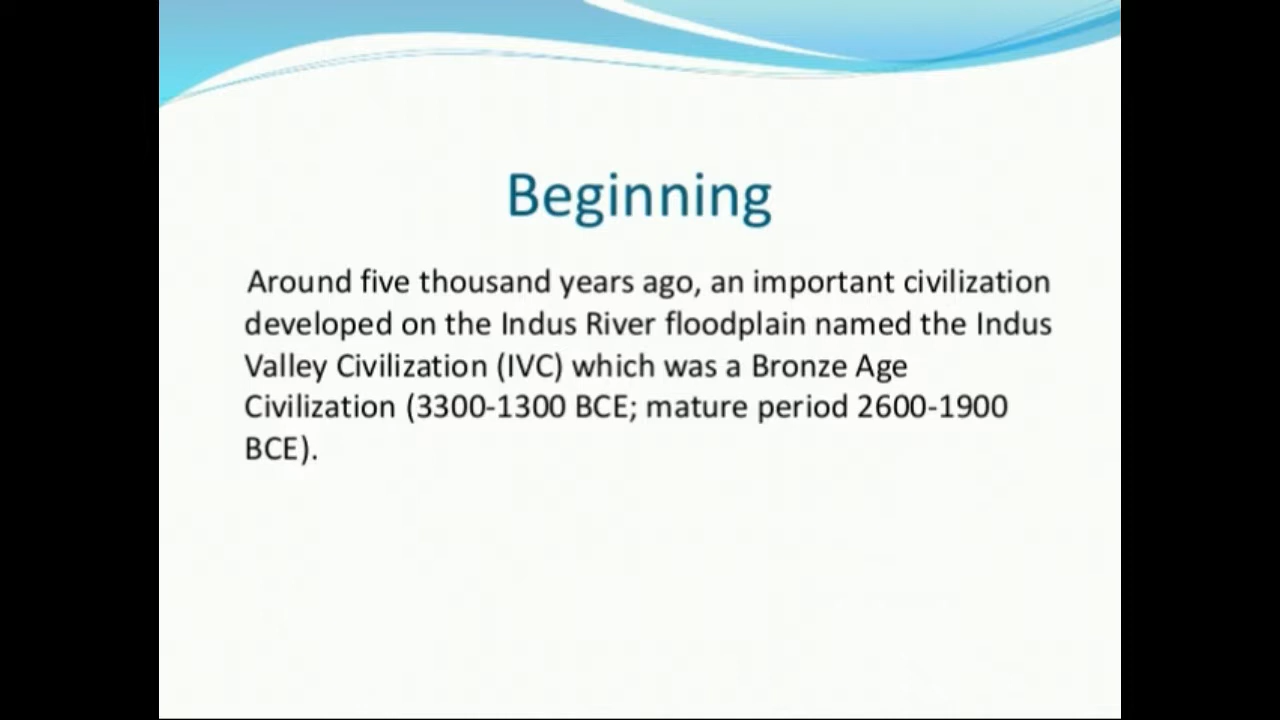 Beginning
Around five thousand years ago, an important civilization
developed on the Indus River floodplain named the Indus
Valley Civilization (IVC) which was a Bronze Age
Civilization (3300-1300 BCE; mature period 2600-1900
BCE).